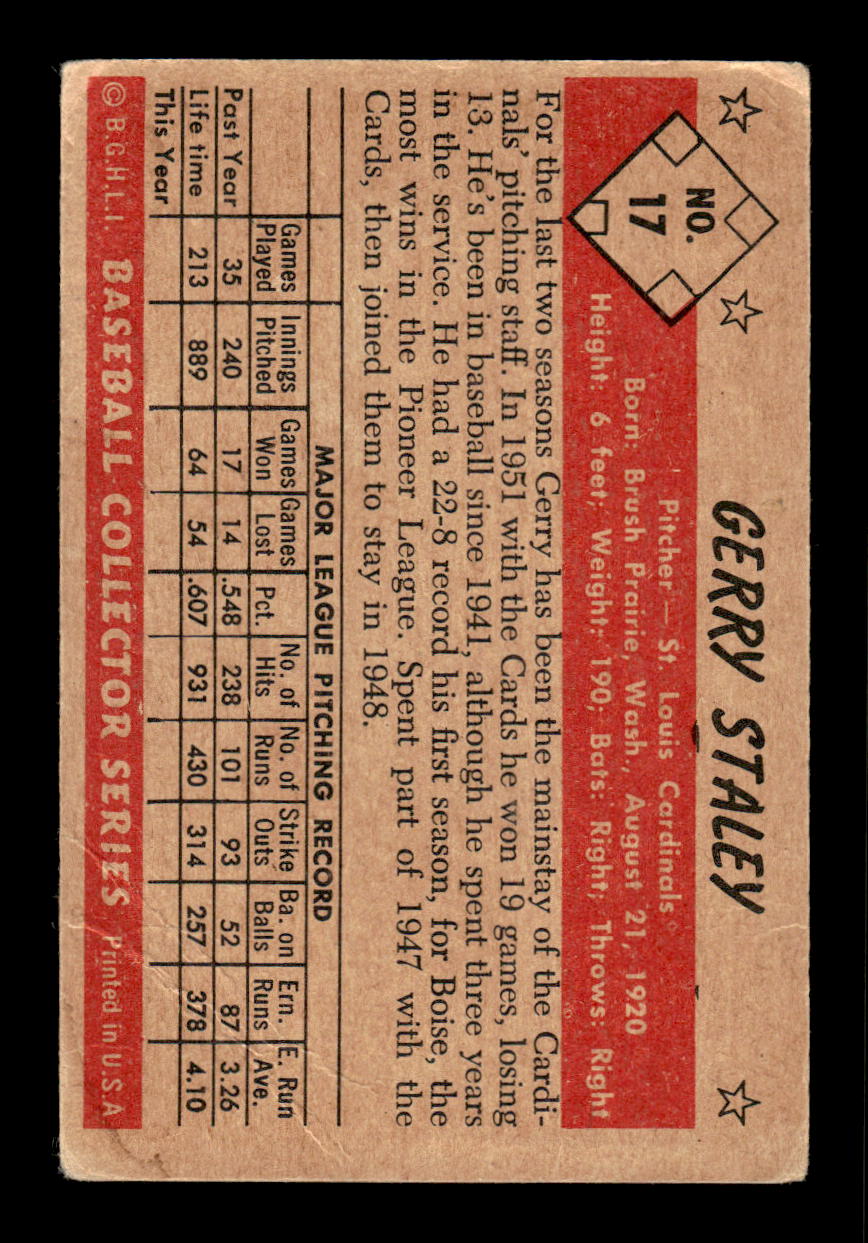 GERRY STALEY
NO.
17
Pitcher — St. Louis Cardinals
Born: Brush Prairie, Wash., August 21, 1920
Height: 6 feet; Weight: 190; Bats: Right; Throws: Right
For the last two seasons Gerry has been the mainstay of the Cardi-
nals' pitching staff. In 1951 with the Cards he won 19 games, losing
13. He's been in baseball since 1941, although he spent three years
in the service. He had a 22-8 record his first season, for Boise, the
most wins in the Pioneer League. Spent part of 1947 with the
Cards, then joined them to stay in 1948.
MAJOR LEAGUE PITCHING RECORD
Games Innings Games Games Pct. No. of No. of Strike Ba. on Ern. E. Run
Played Pitched Won Lost Hits Runs Outs Balls Runs Ave.
Past Year 35 240 17 14 .548 238 101 93 52 87 3.26
Life time 213 889 64 54 .607 931 430 314 257 378 4.10
This Year
© B.G.H.L.I. BASEBALL COLLECTOR SERIES Printed in U.S.A